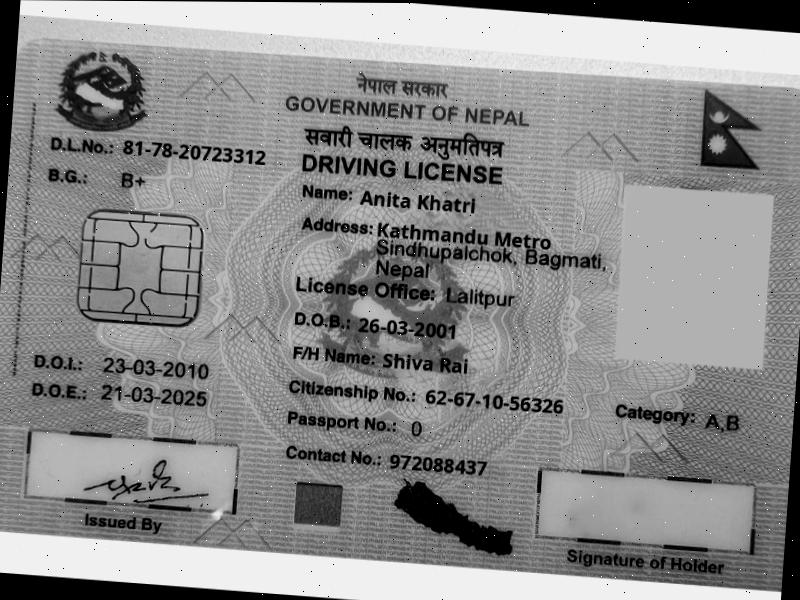 नेपाल सरकार
GOVERNMENT OF NEPAL
सवारी चालक अनुमतिपत्र
DRIVING LICENSE
D.L.No.: 81-78-20723312
B.G.: B+
Name: Anita Khatri
Address: Kathmandu Metro
Sindhupalchok, Bagmati,
Nepal
License Office: Lalitpur
D.O.B.: 26-03-2001
F/H Name: Shiva Rai
D.O.I.: 23-03-2010
D.O.E.: 21-03-2025
Citizenship No.: 62-67-10-56326
Category: A,B
Passport No.: 0
Contact No.: 972088437
Issued By
Signature of Holder